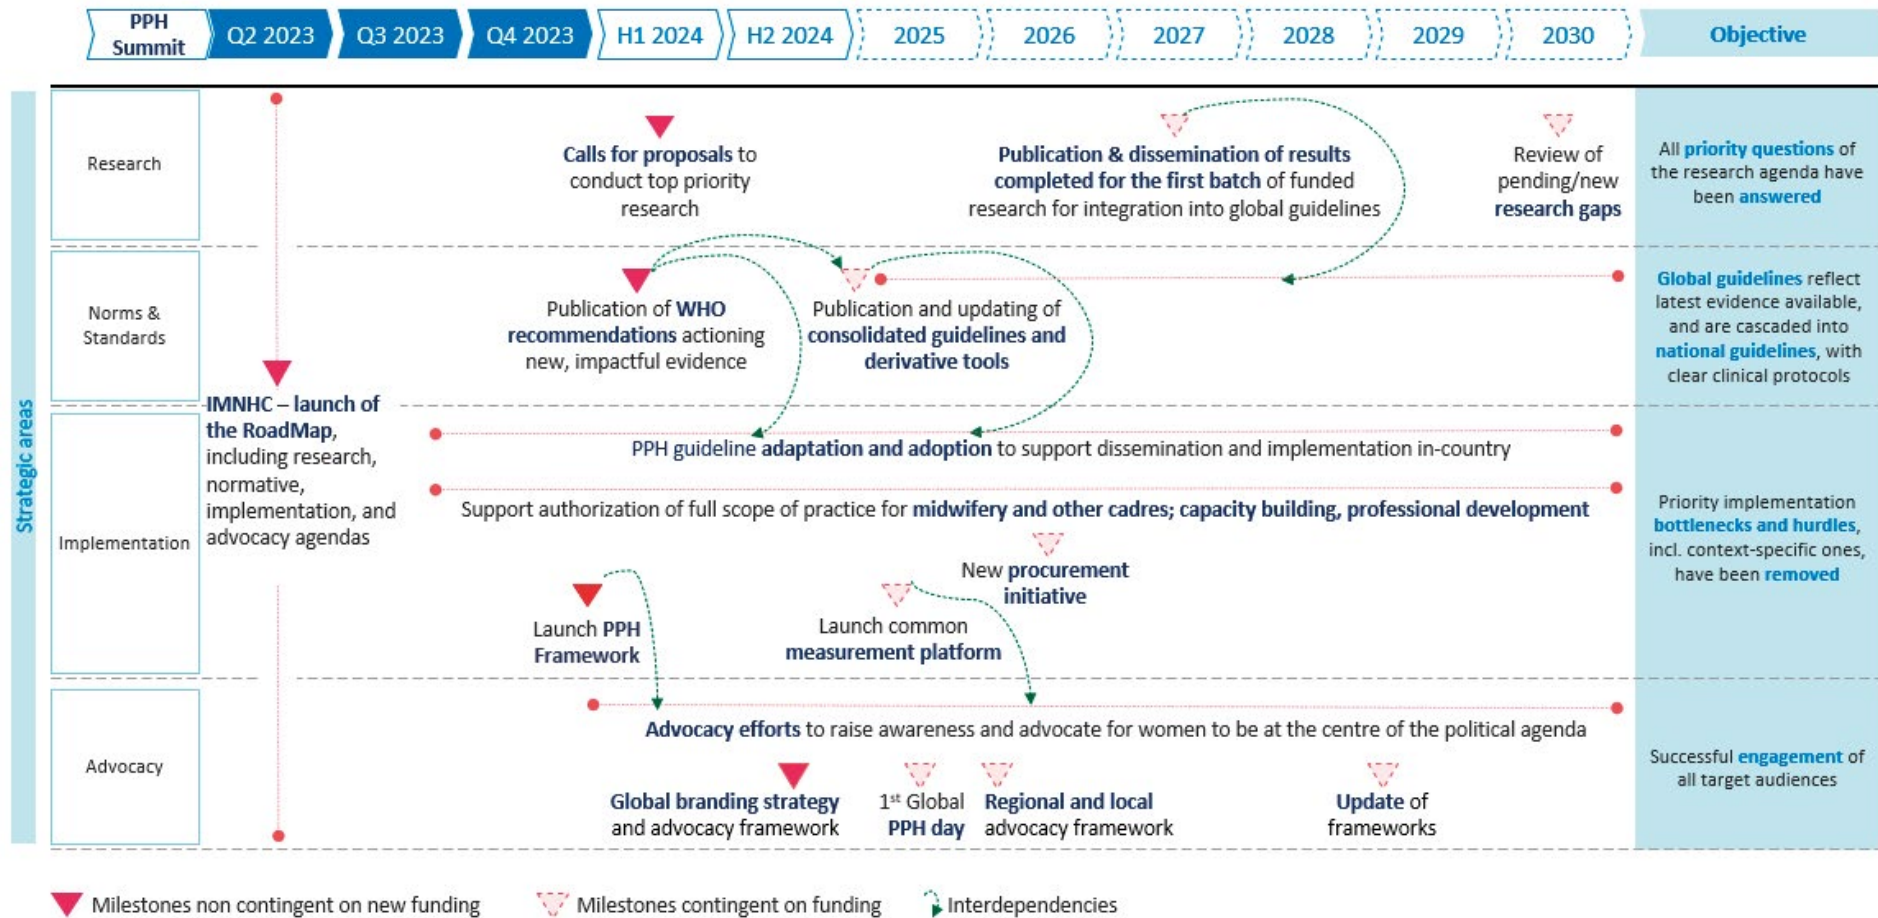 PPH
Summit
Q2 2023
Q3 2023
Q4 2023
H1 2024
H2 2024
2025
2026
2027
2028
2029
2030
Objective
Strategic areas
Research
Calls for proposals to
conduct top priority
research
Publication & dissemination of results
completed for the first batch of funded
research for integration into global guidelines
Review of
pending/new
research gaps
All priority questions of
the research agenda have
been answered
Norms &
Standards
Publication of WHO
recommendations actioning
new, impactful evidence
Publication and updating of
consolidated guidelines and
derivative tools
Global guidelines reflect
latest evidence available,
and are cascaded into
national guidelines, with
clear clinical protocols
IMNHC – launch of
the RoadMap,
including research,
normative,
implementation, and
advocacy agendas
Implementation
PPH guideline adaptation and adoption to support dissemination and implementation in-country
Support authorization of full scope of practice for midwifery and other cadres; capacity building, professional development
New procurement
initiative
Launch PPH
Framework
Launch common
measurement platform
Priority implementation
bottlenecks and hurdles,
incl. context-specific ones,
have been removed
Advocacy
Advocacy efforts to raise awareness and advocate for women to be at the centre of the political agenda
Global branding strategy
and advocacy framework
1st Global
PPH day
Regional and local
advocacy framework
Update of
frameworks
Successful engagement of
all target audiences
Milestones non contingent on new funding
Milestones contingent on funding
Interdependencies